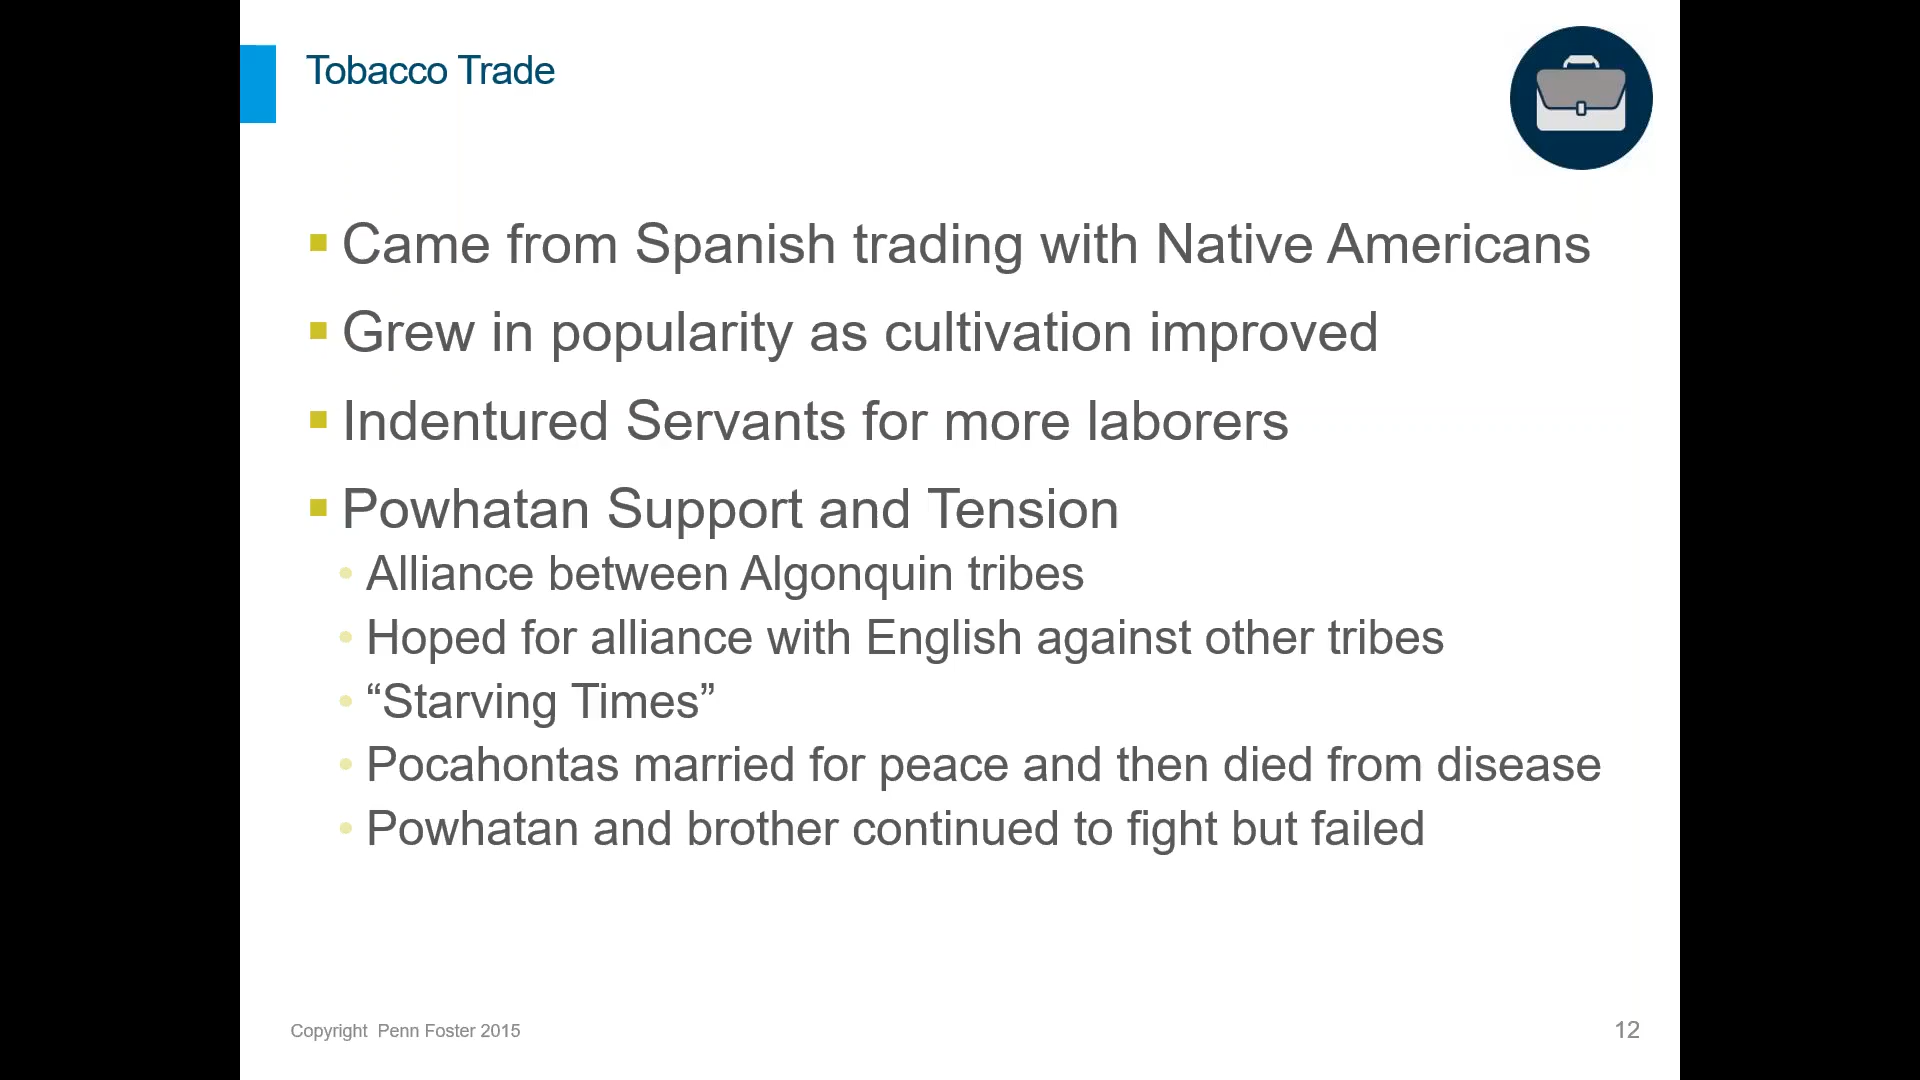 Tobacco Trade
Came from Spanish trading with Native Americans
Grew in popularity as cultivation improved
Indentured Servants for more laborers
Powhatan Support and Tension
Alliance between Algonquin tribes
Hoped for alliance with English against other tribes
“Starving Times”
Pocahontas married for peace and then died from disease
Powhatan and brother continued to fight but failed
Copyright Penn Foster 2015
12